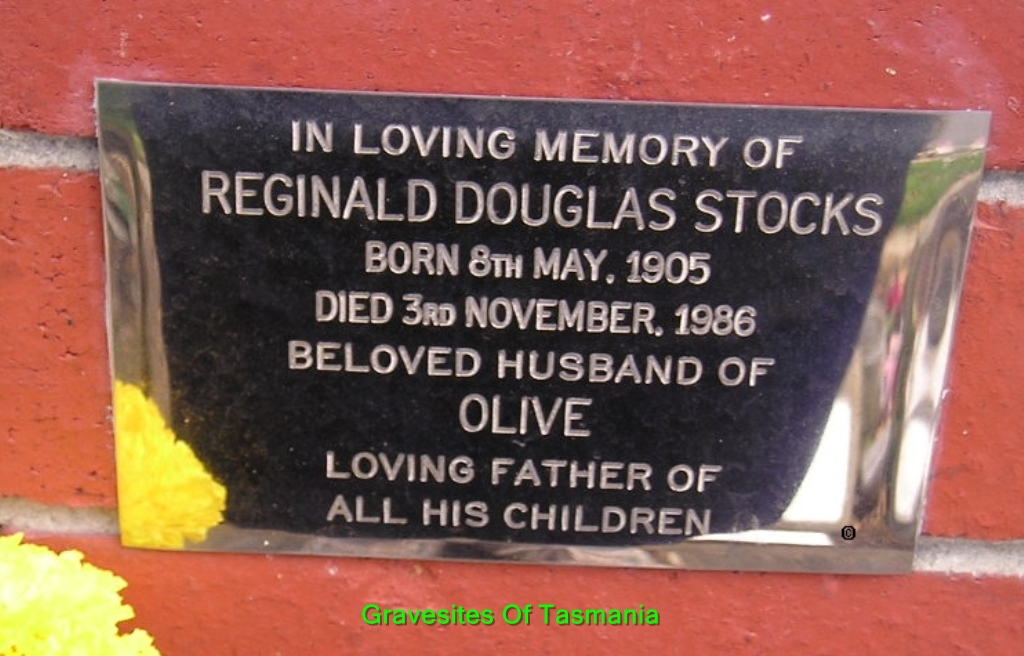 IN LOVING MEMORY OF
REGINALD DOUGLAS STOCKS
BORN 8TH MAY, 1905
DIED 3RD NOVEMBER, 1986
BELOVED HUSBAND OF
OLIVE
LOVING FATHER OF
ALL HIS CHILDREN
©
Gravesites Of Tasmania